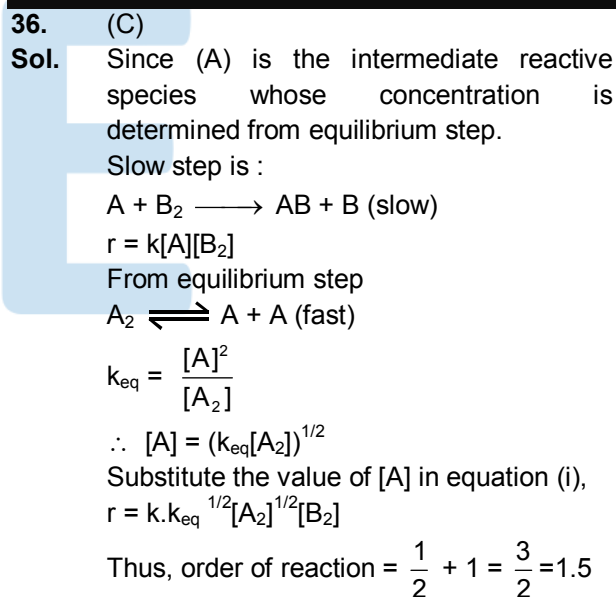 36. (C)
Sol. Since (A) is the intermediate reactive
species whose concentration is
determined from equilibrium step.
Slow step is :
A + B₂ ⟶ AB + B (slow)
r = k[A][B₂]
From equilibrium step
A₂ ⇌ A + A (fast)
k_eq = [A]² / [A₂]
∴ [A] = (k_eq[A₂])^1/2
Substitute the value of [A] in equation (i),
r = k.k_eq ^1/2[A₂]^1/2[B₂]
Thus, order of reaction = 1/2 + 1 = 3/2 =1.5